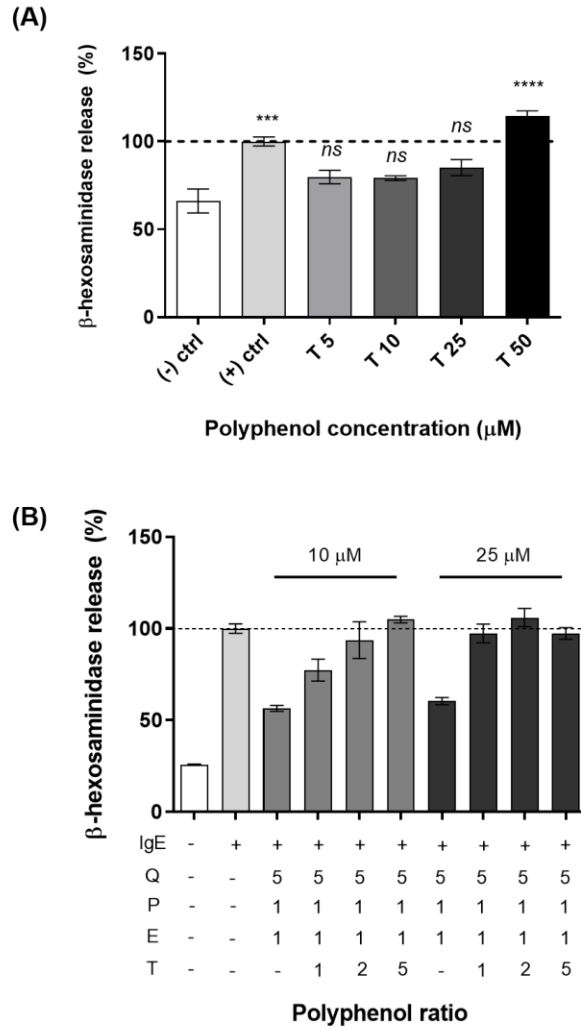 (A)
β-hexosaminidase release (%)
150
100
50
0
***
ns
ns
ns
****
(-) ctrl
(+) ctrl
T 5
T 10
T 25
T 50
Polyphenol concentration (μM)
(B)
β-hexosaminidase release (%)
150
100
50
0
10 μM
25 μM
IgE - + + + + + + + + +
Q - - 5 5 5 5 5 5 5 5
P - - 1 1 1 1 1 1 1 1
E - - 1 1 1 1 1 1 1 1
T - - - 1 2 5 - 1 2 5
Polyphenol ratio